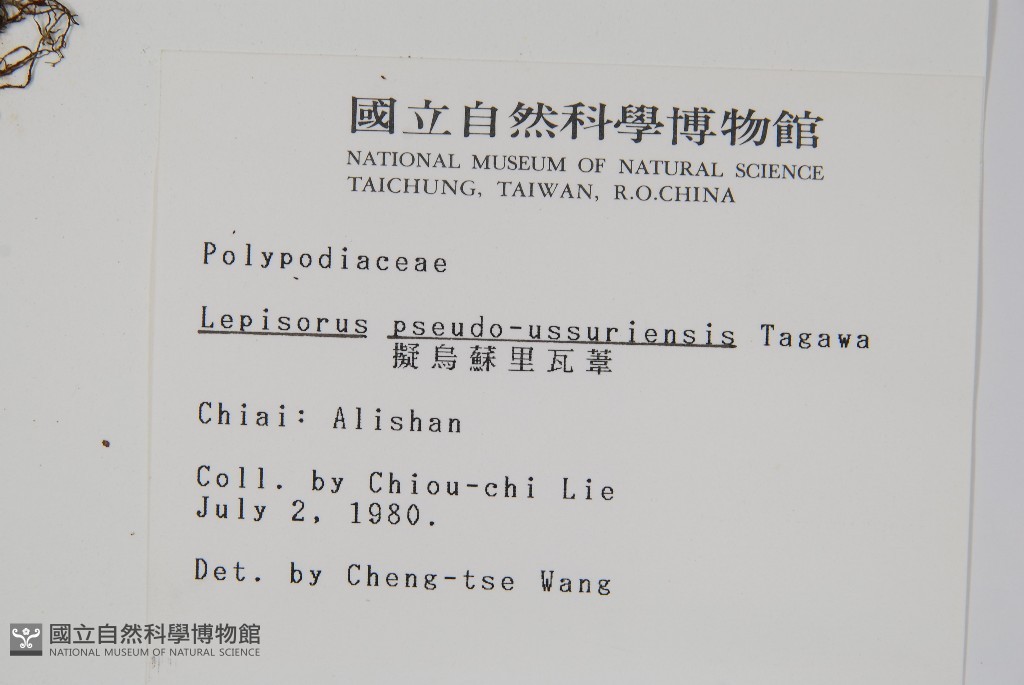 國立自然科學博物館
NATIONAL MUSEUM OF NATURAL SCIENCE
TAICHUNG, TAIWAN, R.O.CHINA
Polypodiaceae
Lepisorus pseudo-ussuriensis Tagawa
擬烏蘇里瓦葦
Chiai: Alishan
Coll. by Chiou-chi Lie
July 2, 1980.
Det. by Cheng-tse Wang
國立自然科學博物館
NATIONAL MUSEUM OF NATURAL SCIENCE